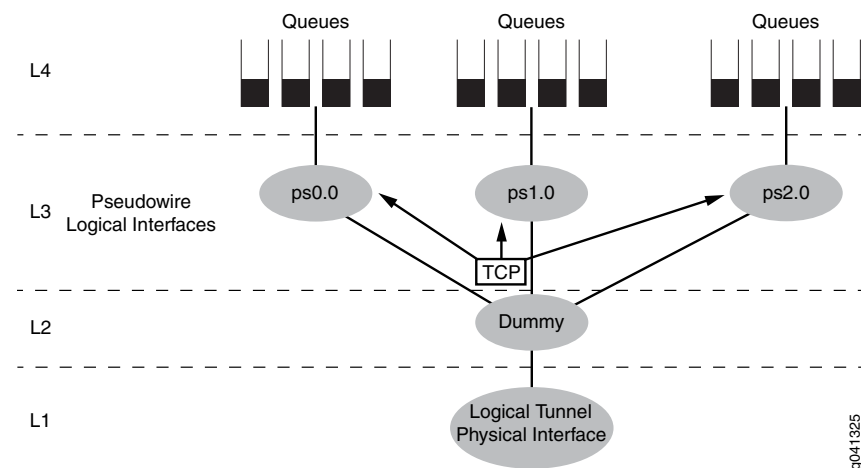 Queues Queues Queues
L4
ps0.0 ps1.0 ps2.0
L3
Pseudowire
Logical Interfaces
TCP
L2
Dummy
L1
Logical Tunnel
Physical Interface
g041325